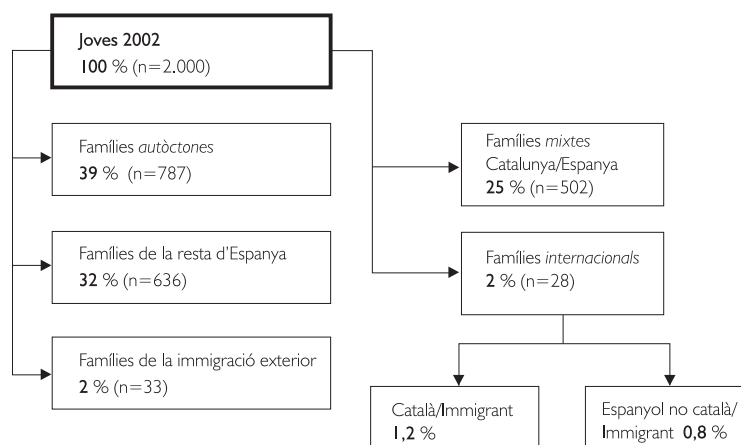 Joves 2002
100 % (n=2.000)
Famílies autòctones
39 % (n=787)
Famílies de la resta d'Espanya
32 % (n=636)
Famílies de la immigració exterior
2 % (n=33)
Famílies mixtes
Catalunya/Espanya
25 % (n=502)
Famílies internacionals
2 % (n=28)
Català/Immigrant
1,2 %
Espanyol no català/
Immigrant 0,8 %